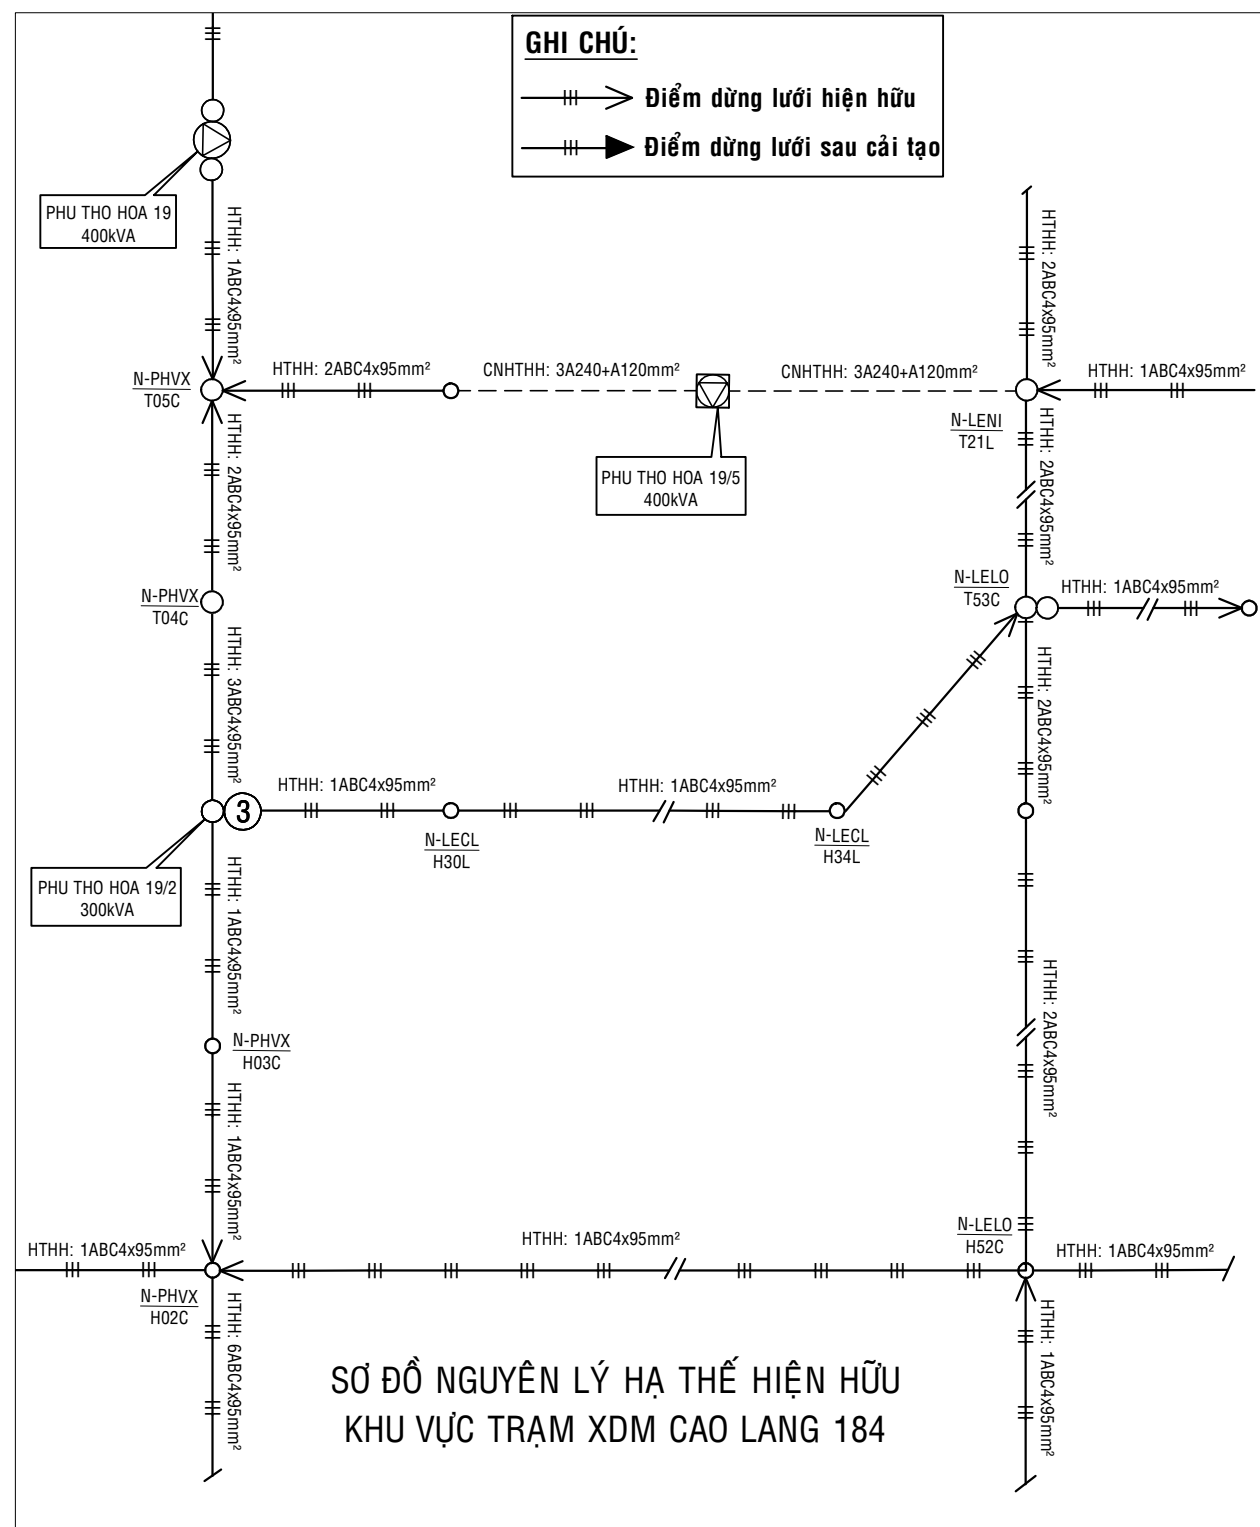 GHI CHÚ:
Điểm dừng lưới hiện hữu
Điểm dừng lưới sau cải tạo
PHU THO HOA 19
400kVA
HTHH: 1ABC4x95mm²
HTHH: 2ABC4x95mm²
N-PHVX
T05C
HTHH: 2ABC4x95mm²
CNHTHH: 3A240+A120mm²
CNHTHH: 3A240+A120mm²
HTHH: 1ABC4x95mm²
N-LENI
T21L
PHU THO HOA 19/5
400kVA
HTHH: 2ABC4x95mm²
HTHH: 2ABC4x95mm²
N-PHVX
T04C
N-LELO
T53C
HTHH: 1ABC4x95mm²
HTHH: 3ABC4x95mm²
HTHH: 2ABC4x95mm²
3
HTHH: 1ABC4x95mm²
HTHH: 1ABC4x95mm²
N-LECL
H30L
N-LECL
H34L
PHU THO HOA 19/2
300kVA
HTHH: 1ABC4x95mm²
HTHH: 2ABC4x95mm²
N-PHVX
H03C
HTHH: 1ABC4x95mm²
HTHH: 1ABC4x95mm²
HTHH: 1ABC4x95mm²
N-LELO
H52C
HTHH: 1ABC4x95mm²
N-PHVX
H02C
HTHH: 6ABC4x95mm²
HTHH: 1ABC4x95mm²
SƠ ĐỒ NGUYÊN LÝ HẠ THẾ HIỆN HỮU
KHU VỰC TRẠM XDM CAO LANG 184